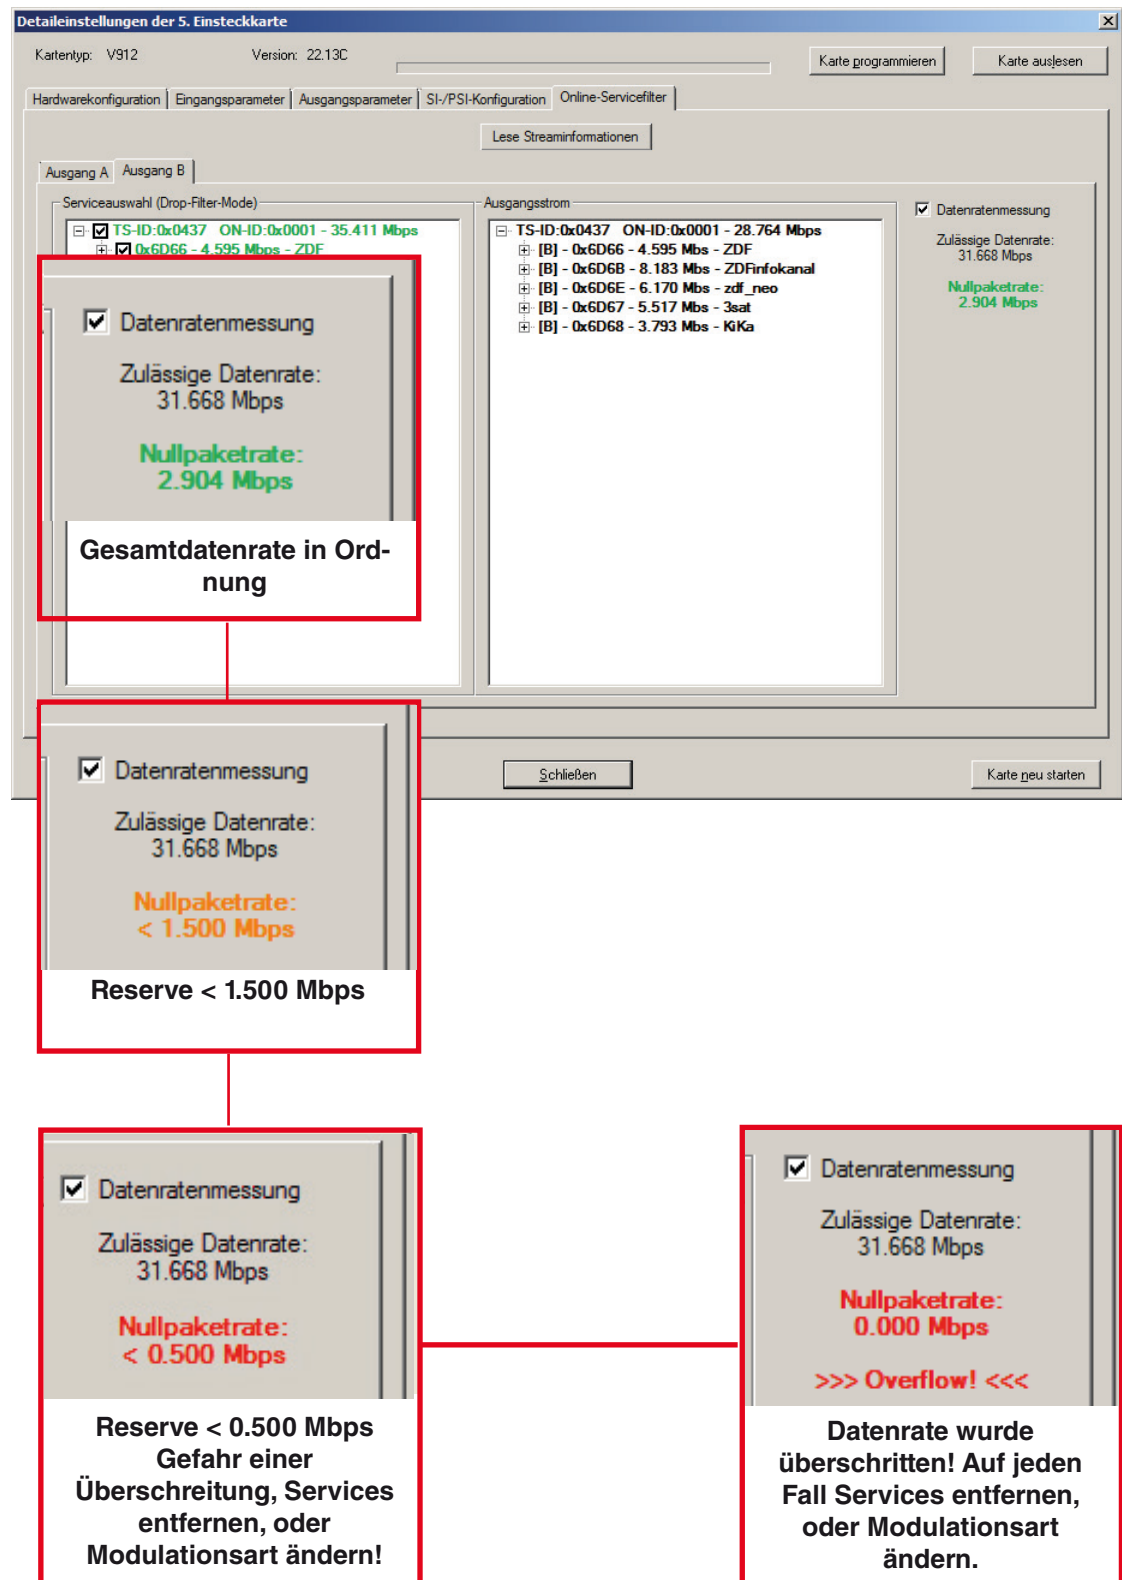 Detaileinstellungen der 5. Einsteckkarte
Kartentyp: V912 Version: 22.13C Karte programmieren Karte auslesen
Hardwarekonfiguration Eingangsparameter Ausgangsparameter SI-/PSI-Konfiguration Online-Servicefilter
Lese Streaminformationen
Ausgang A Ausgang B
Serviceauswahl (Drop-Filter-Mode)
TS-ID:0x0437 ON-ID:0x0001 - 35.411 Mbps
0x6D66 - 4.595 Mbps - ZDF
Ausgangsstrom
TS-ID:0x0437 ON-ID:0x0001 - 28.764 Mbps
[B] - 0x6D66 - 4.595 Mbs - ZDF
[B] - 0x6D6B - 8.183 Mbs - ZDFinfokanal
[B] - 0x6D6E - 6.170 Mbs - zdf_neo
[B] - 0x6D67 - 5.517 Mbs - 3sat
[B] - 0x6D68 - 3.793 Mbs - KiKa
Datenratenmessung
Zulässige Datenrate:
31.668 Mbps
Nullpaketrate:
2.904 Mbps
Datenratenmessung
Zulässige Datenrate:
31.668 Mbps
Nullpaketrate:
2.904 Mbps
Gesamtdatenrate in Ord-
nung
Schließen Karte neu starten
Datenratenmessung
Zulässige Datenrate:
31.668 Mbps
Nullpaketrate:
< 1.500 Mbps
Reserve < 1.500 Mbps
Datenratenmessung
Zulässige Datenrate:
31.668 Mbps
Nullpaketrate:
< 0.500 Mbps
Reserve < 0.500 Mbps
Gefahr einer
Überschreitung, Services
entfernen, oder
Modulationsart ändern!
Datenratenmessung
Zulässige Datenrate:
31.668 Mbps
Nullpaketrate:
0.000 Mbps
>>> Overflow! <<<
Datenrate wurde
überschritten! Auf jeden
Fall Services entfernen,
oder Modulationsart
ändern.